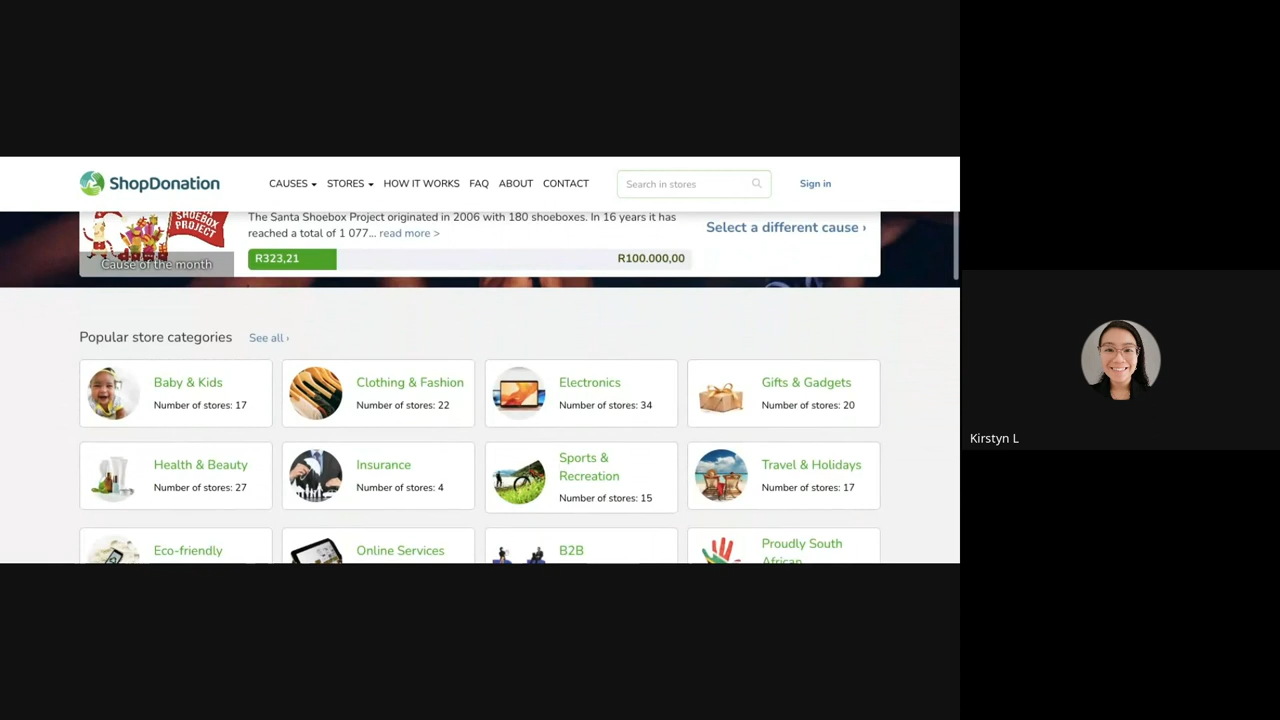 ShopDonation
CAUSES STORES HOW IT WORKS FAQ ABOUT CONTACT
Search in stores
Sign in
SHOEBOX
PROJECT
Cause of the month
The Santa Shoebox Project originated in 2006 with 180 shoeboxes. In 16 years it has
reached a total of 1 077... read more >
R323,21
R100.000,00
Select a different cause ›
Popular store categories See all ›
Baby & Kids
Number of stores: 17
Clothing & Fashion
Number of stores: 22
Electronics
Number of stores: 34
Gifts & Gadgets
Number of stores: 20
Health & Beauty
Number of stores: 27
Insurance
Number of stores: 4
Sports &
Recreation
Number of stores: 15
Travel & Holidays
Number of stores: 17
Eco-friendly
Online Services
B2B
Proudly South
African
Kirstyn L